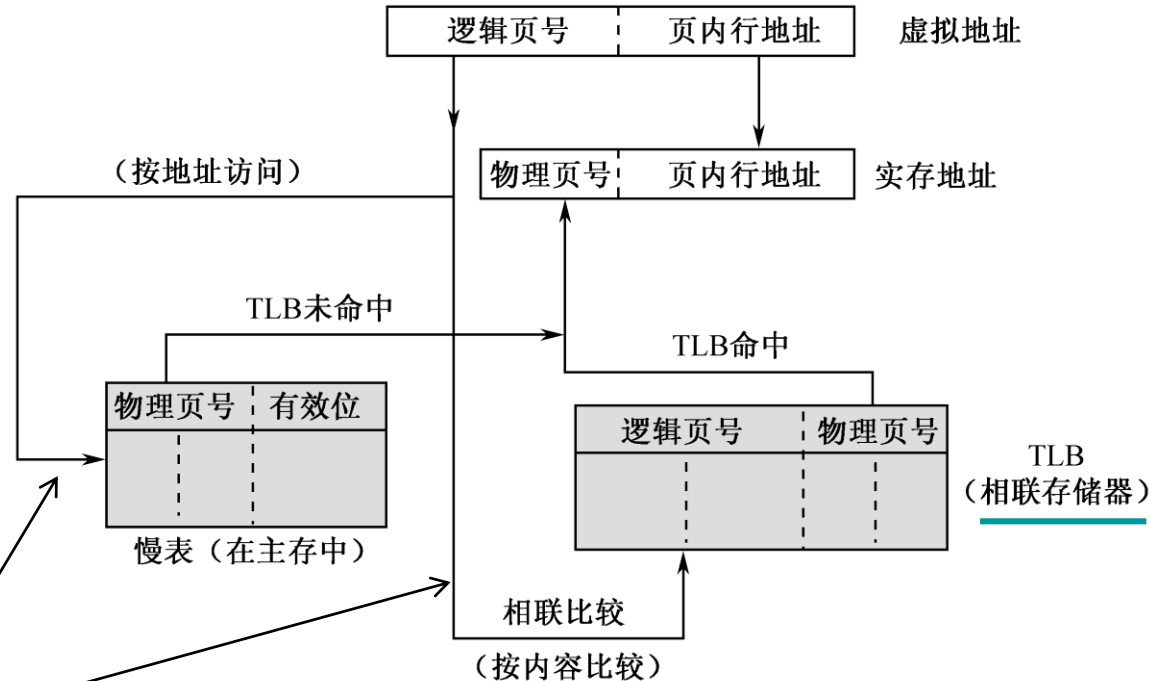 逻辑页号 页内行地址 虚拟地址
(按地址访问)
物理页号 页内行地址 实存地址
TLB未命中
TLB命中
物理页号 有效位
逻辑页号 物理页号
TLB
(相联存储器)
慢表(在主存中)
相联比较
(按内容比较)